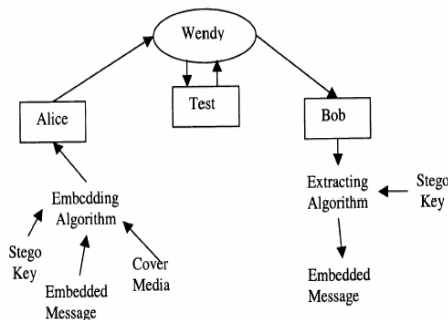 Wendy
Test
Alice
Bob
Embedding
Algorithm
Extracting
Algorithm
Stego
Key
Stego
Key
Embedded
Message
Cover
Media
Embedded
Message